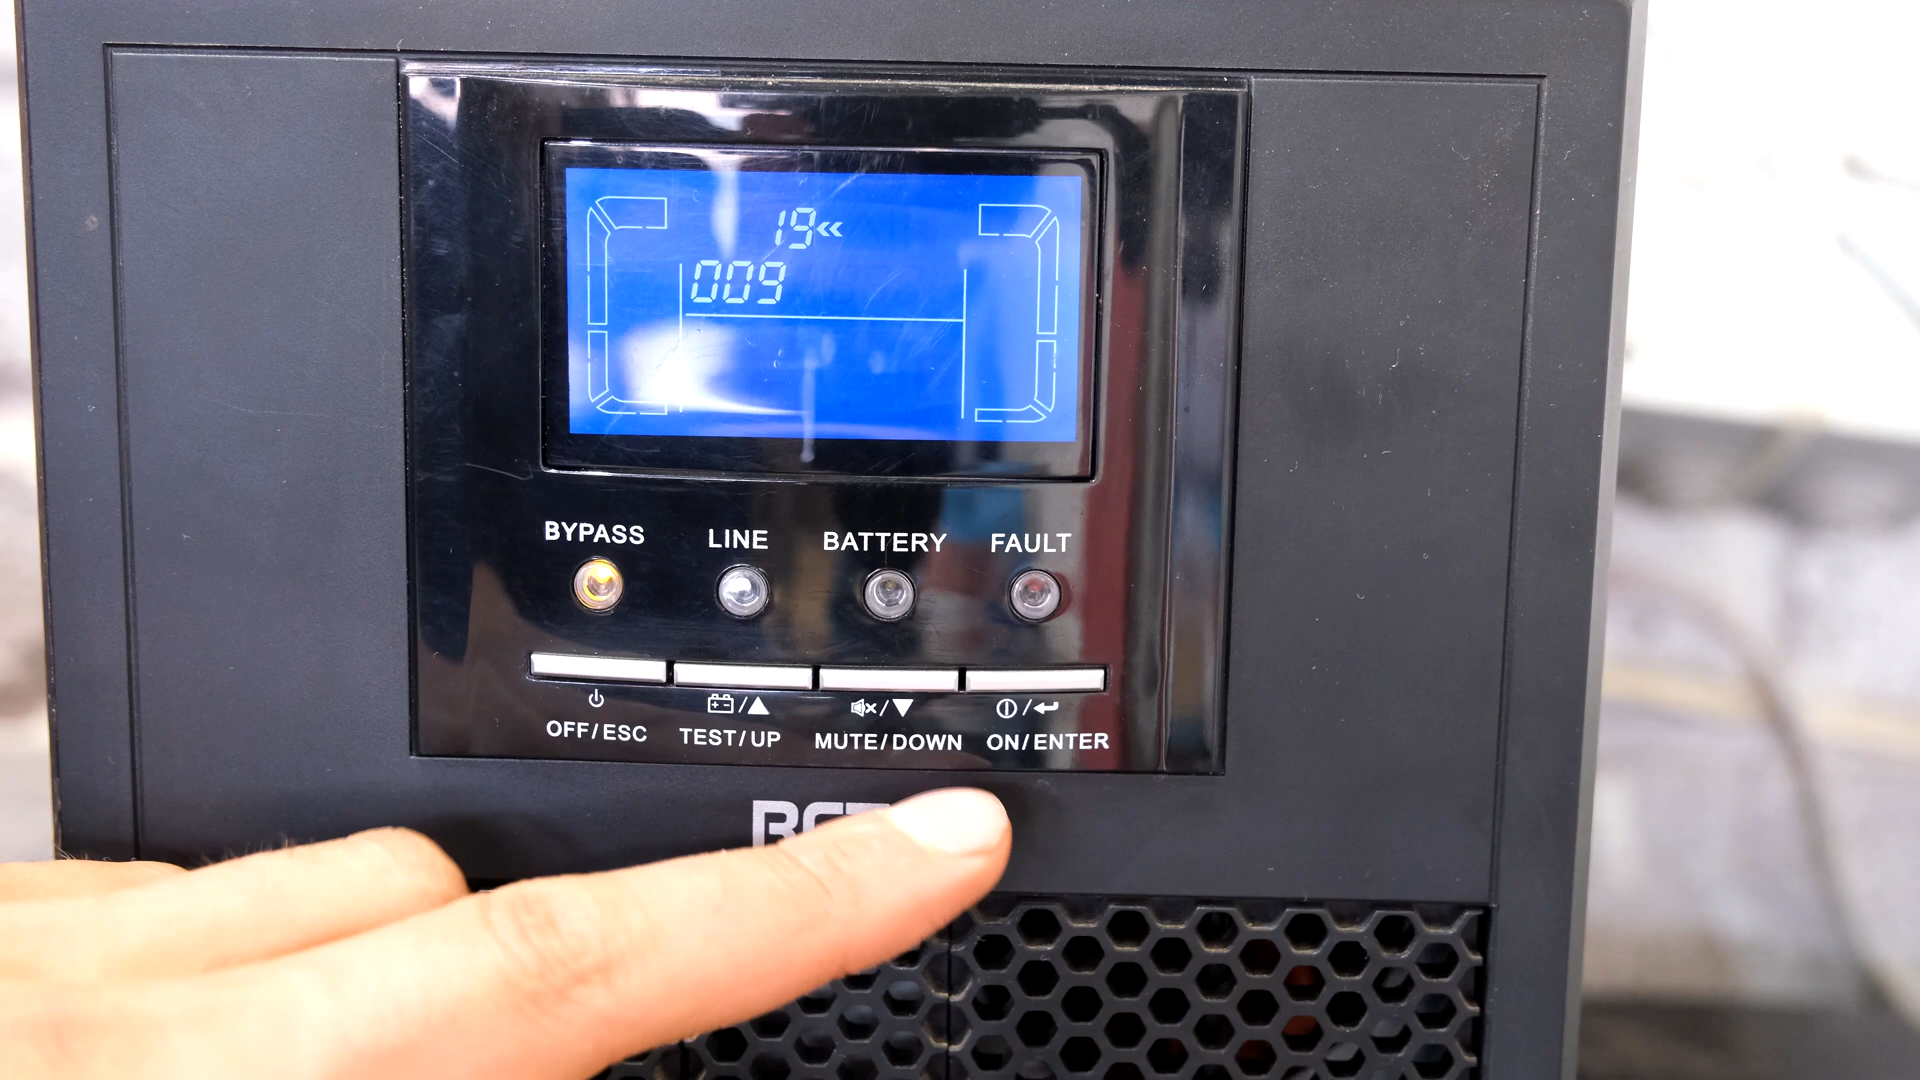 19
009
BYPASS LINE BATTERY FAULT
OFF/ESC TEST/UP MUTE/DOWN ON/ENTER